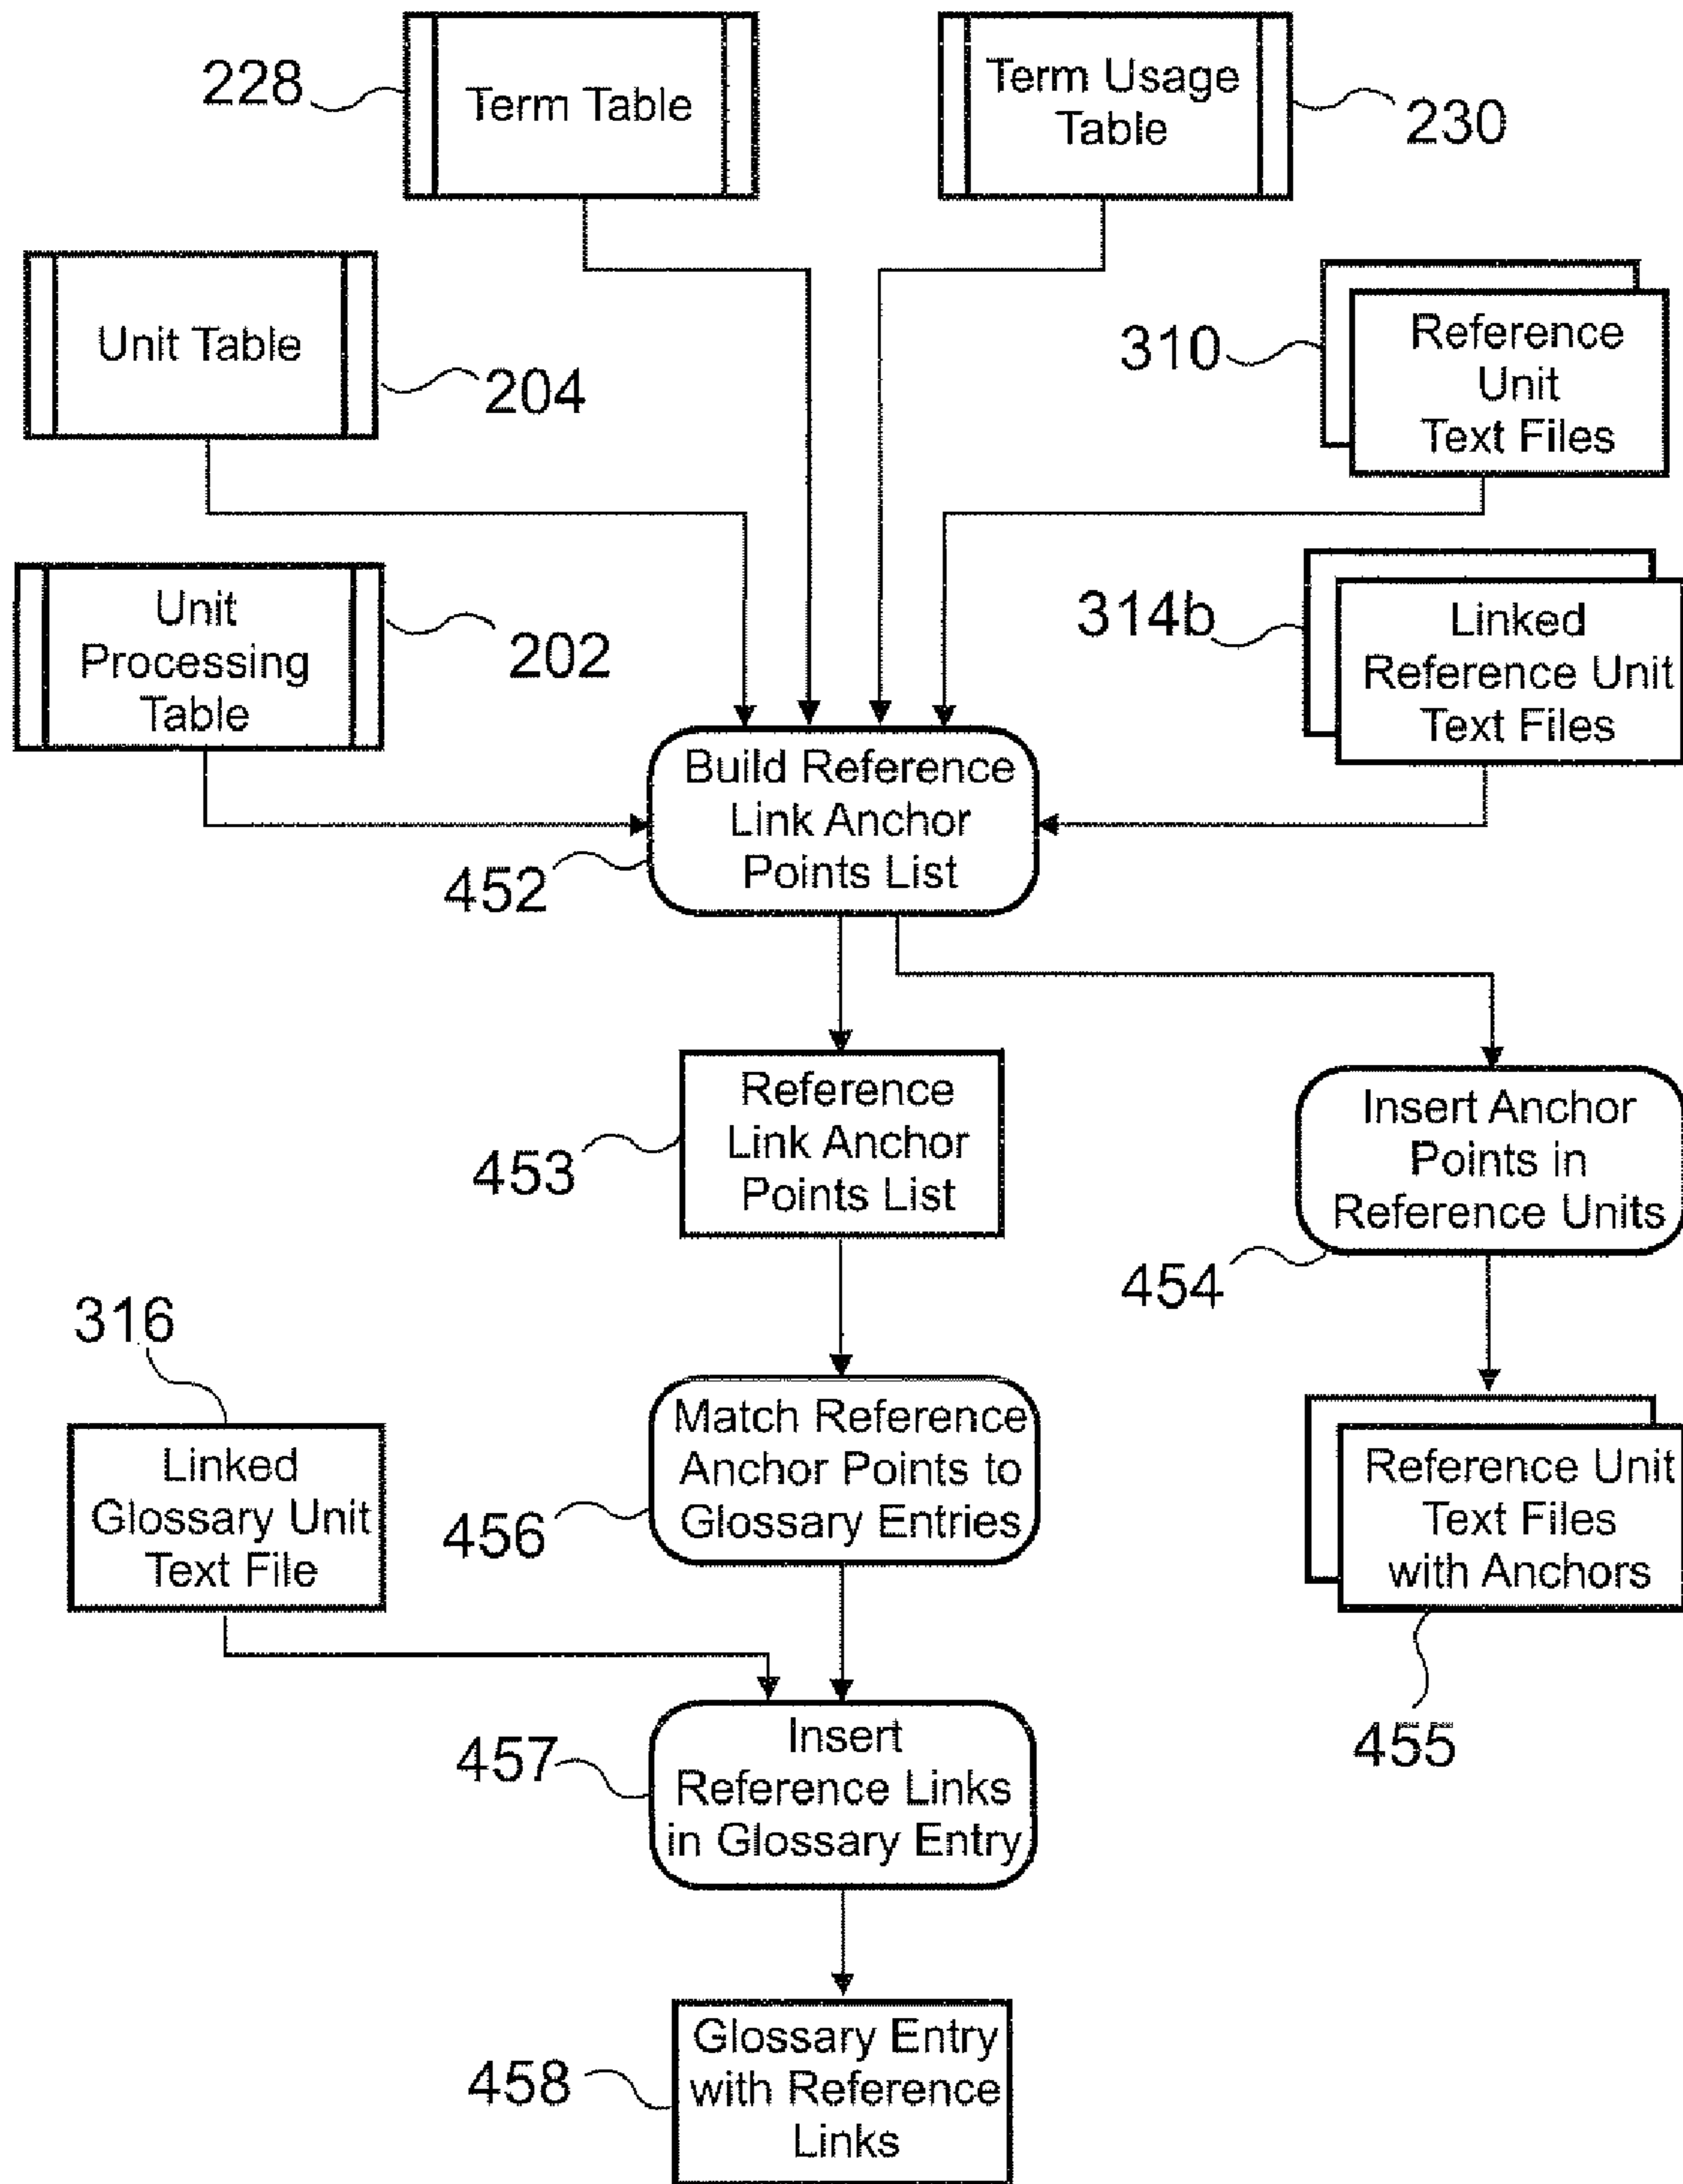 228
Term Table
Term Usage
Table
230
Unit Table
204
310
Reference
Unit
Text Files
Unit
Processing
Table
202
314b
Linked
Reference Unit
Text Files
Build Reference
Link Anchor
Points List
452
Reference
Link Anchor
Points List
453
Insert Anchor
Points in
Reference Units
454
316
Linked
Glossary Unit
Text File
Match Reference
Anchor Points to
Glossary Entries
456
Reference Unit
Text Files
with Anchors
455
457
Insert
Reference Links
in Glossary Entry
458
Glossary Entry
with Reference
Links